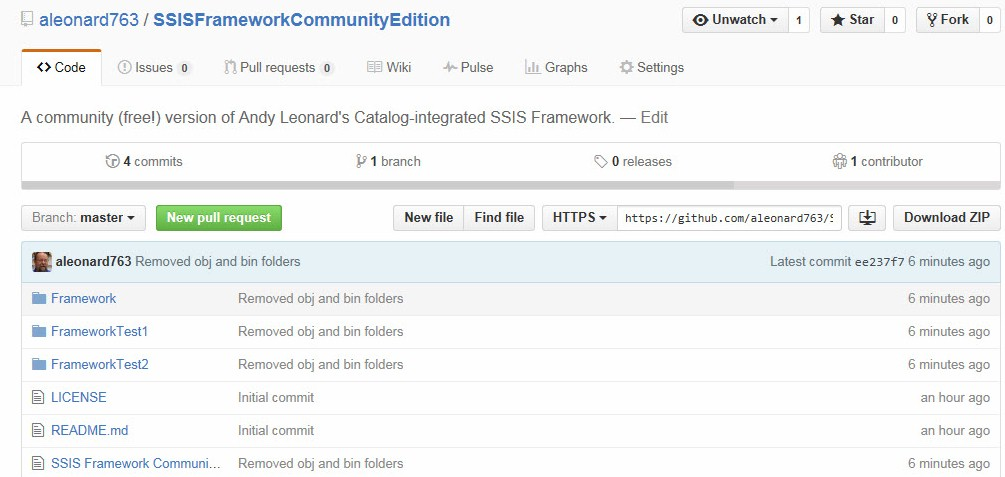 aleonard763 / SSISFrameworkCommunityEdition Unwatch 1 Star 0 Fork 0
Code Issues 0 Pull requests 0 Wiki Pulse Graphs Settings
A community (free!) version of Andy Leonard's Catalog-integrated SSIS Framework. — Edit
4 commits 1 branch 0 releases 1 contributor
Branch: master New pull request New file Find file HTTPS https://github.com/aleonard763/S Download ZIP
aleonard763 Removed obj and bin folders Latest commit ee237f7 6 minutes ago
Framework Removed obj and bin folders 6 minutes ago
FrameworkTest1 Removed obj and bin folders 6 minutes ago
FrameworkTest2 Removed obj and bin folders 6 minutes ago
LICENSE Initial commit an hour ago
README.md Initial commit an hour ago
SSIS Framework Communi... Removed obj and bin folders 6 minutes ago